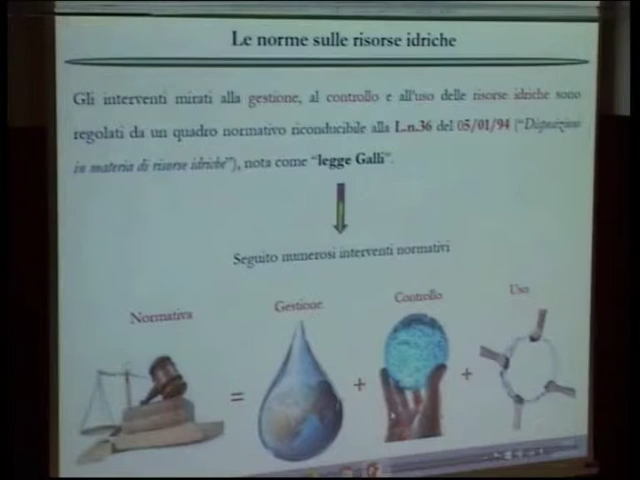 Le norme sulle risorse idriche
Gli interventi mirati alla gestione, al controllo e all'uso delle risorse idriche sono
regolati da un quadro normativo riconducibile alla L.n.36 del 05/01/94 ("Disposizioni
in materia di risorse idriche"), nota come "legge Galli".
Seguito numerosi interventi normativi
Normativa Gestione Controllo Uso
= + +